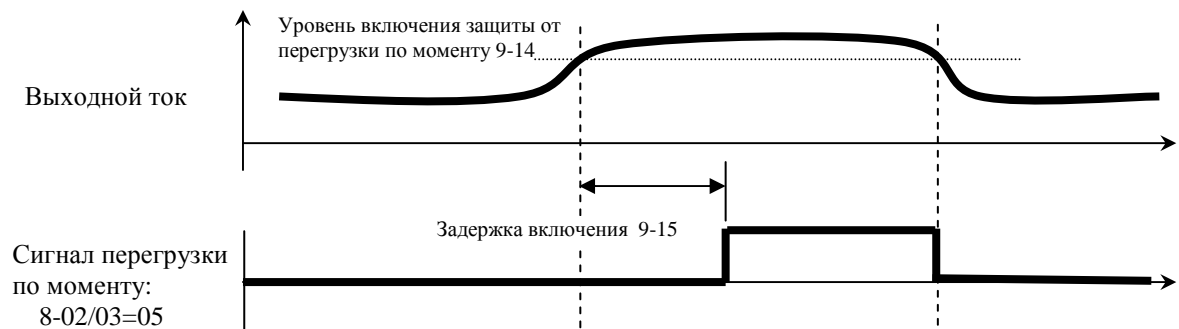 Уровень включения защиты от
перегрузки по моменту 9-14
Выходной ток
Задержка включения 9-15
Сигнал перегрузки
по моменту:
8-02/03=05